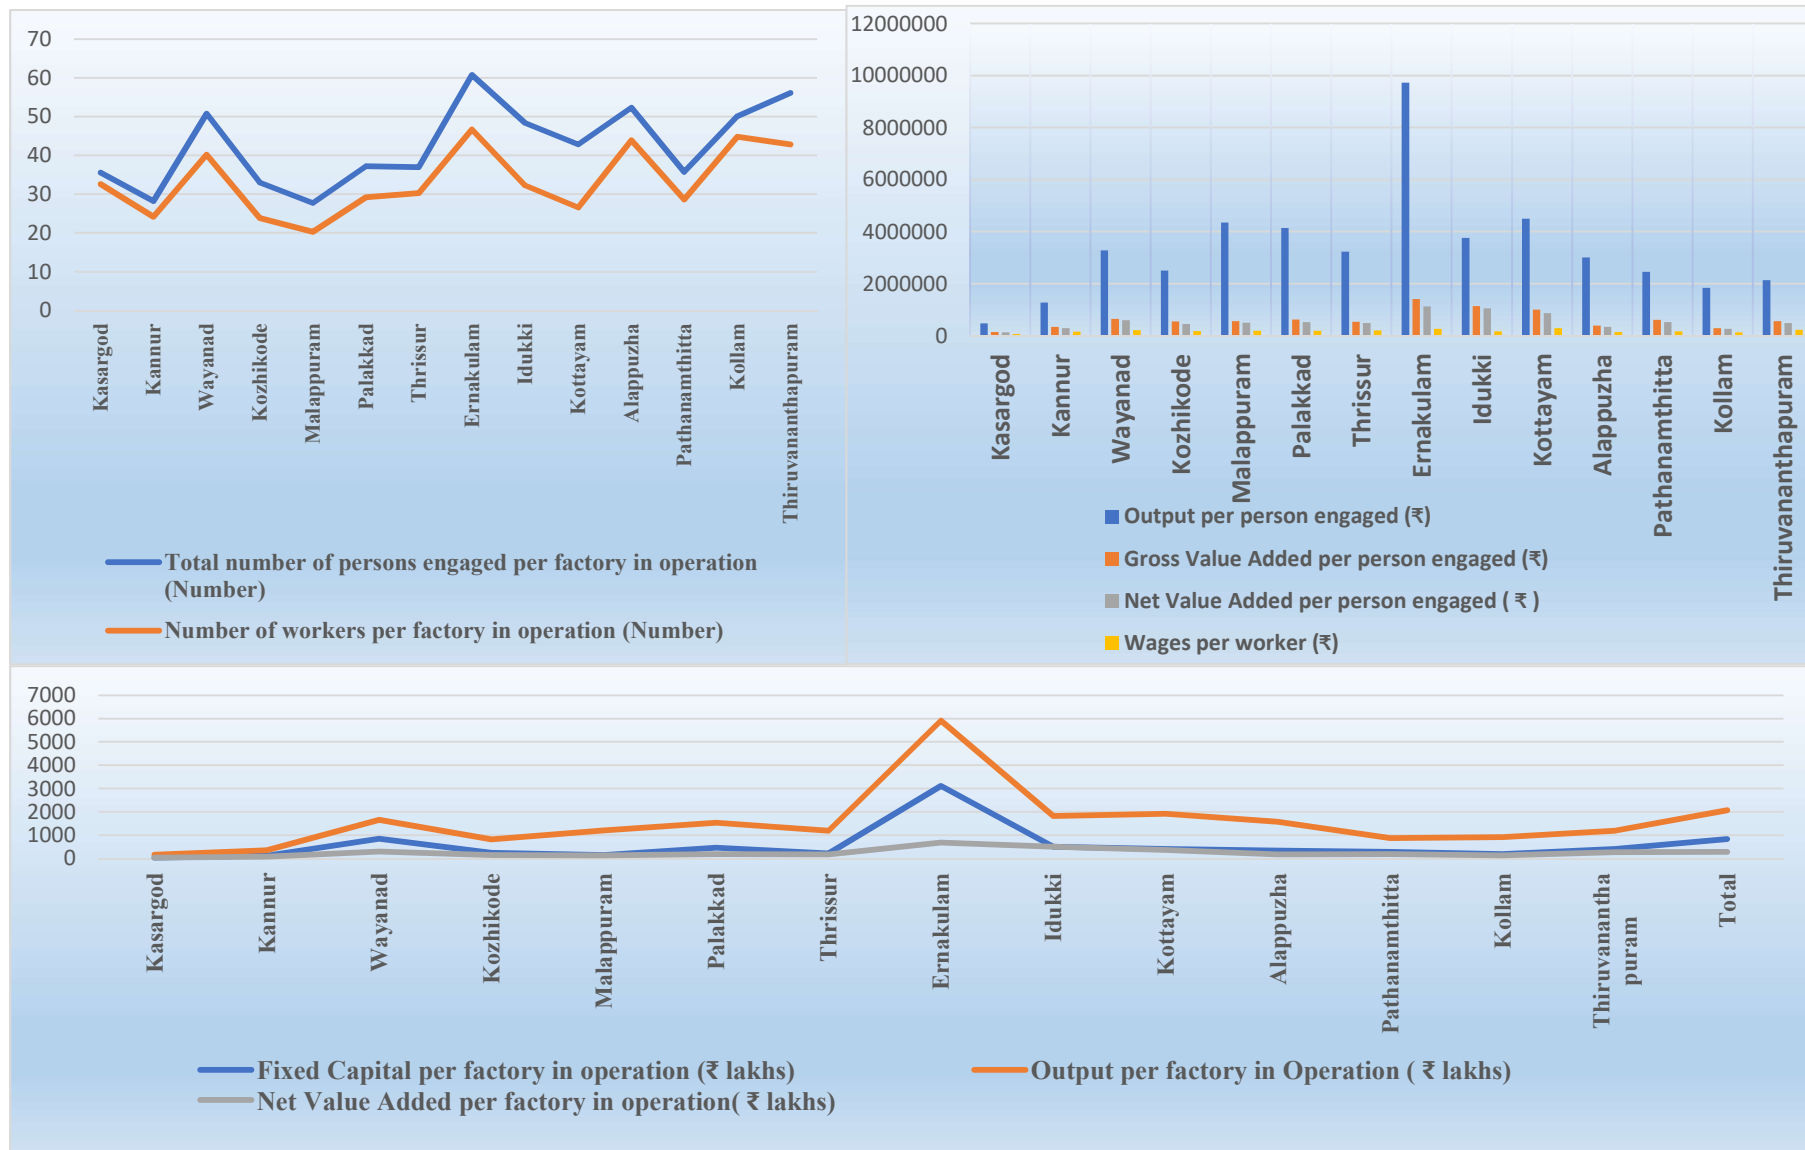 70
60
50
40
30
20
10
0
Kasargod
Kannur
Wayanad
Kozhikode
Malappuram
Palakkad
Thrissur
Ernakulam
Idukki
Kottayam
Alappuzha
Pathanamthitta
Kollam
Thiruvananthapuram
Total number of persons engaged per factory in operation
(Number)
Number of workers per factory in operation (Number)
12000000
10000000
8000000
6000000
4000000
2000000
0
Kasargod
Kannur
Wayanad
Kozhikode
Malappuram
Palakkad
Thrissur
Ernakulam
Idukki
Kottayam
Alappuzha
Pathanamthitta
Kollam
Thiruvananthapuram
Output per person engaged (₹)
Gross Value Added per person engaged (₹)
Net Value Added per person engaged ( ₹ )
Wages per worker (₹)
7000
6000
5000
4000
3000
2000
1000
0
Kasargod
Kannur
Wayanad
Kozhikode
Malappuram
Palakkad
Thrissur
Ernakulam
Idukki
Kottayam
Alappuzha
Pathanamthitta
Kollam
Thiruvanantha
puram
Total
Fixed Capital per factory in operation (₹ lakhs)
Output per factory in Operation ( ₹ lakhs)
Net Value Added per factory in operation( ₹ lakhs)